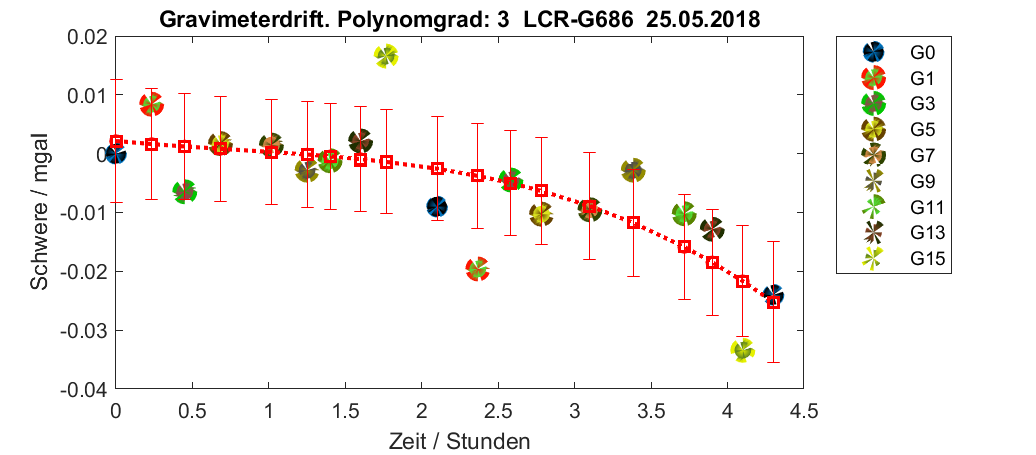 Gravimeterdrift. Polynomgrad: 3 LCR-G686 25.05.2018
Schwere / mgal
0.02
0.01
0
-0.01
-0.02
-0.03
-0.04
0 0.5 1 1.5 2 2.5 3 3.5 4 4.5
Zeit / Stunden
G0
G1
G3
G5
G7
G9
G11
G13
G15